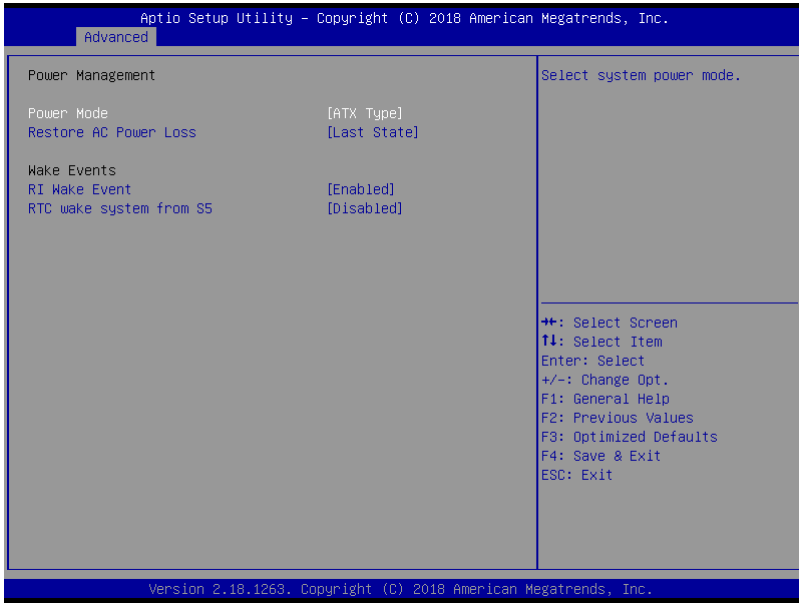 Aptio Setup Utility – Copyright (C) 2018 American Megatrends, Inc.
Advanced
Power Management
Power Mode [ATX Type]
Restore AC Power Loss [Last State]
Wake Events
RI Wake Event [Enabled]
RTC wake system from S5 [Disabled]
Select system power mode.
→←: Select Screen
↑↓: Select Item
Enter: Select
+/-: Change Opt.
F1: General Help
F2: Previous Values
F3: Optimized Defaults
F4: Save & Exit
ESC: Exit
Version 2.18.1263. Copyright (C) 2018 American Megatrends, Inc.